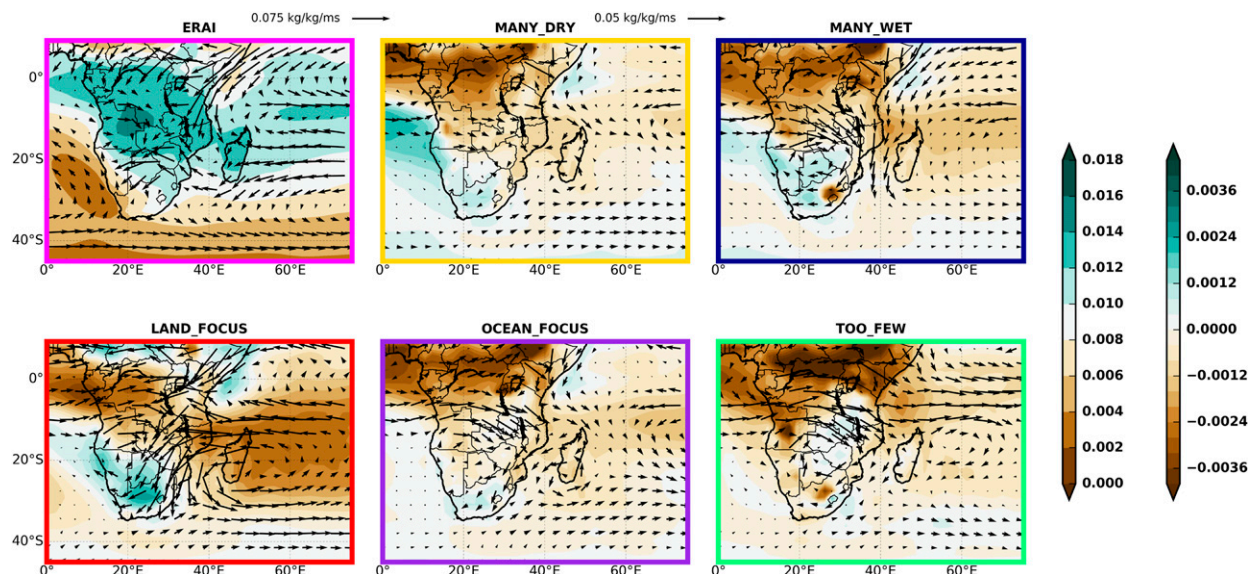 0.075 kg/kg/ms 0.05 kg/kg/ms
ERAI MANY_DRY MANY_WET
0°
20°S
40°S
0° 20°E 40°E 60°E 0° 20°E 40°E 60°E 0° 20°E 40°E 60°E
LAND_FOCUS OCEAN_FOCUS TOO_FEW
0°
20°S
40°S
0° 20°E 40°E 60°E 0° 20°E 40°E 60°E 0° 20°E 40°E 60°E
0.018
0.016
0.014
0.012
0.010
0.008
0.006
0.004
0.002
0.000
0.0036
0.0024
0.0012
0.0000
−0.0012
−0.0024
−0.0036